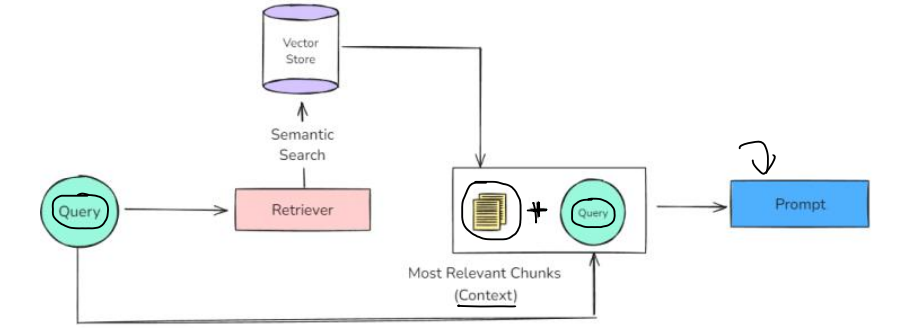 Vector
Store
Semantic
Search
Query
Retriever
Query
Prompt
Most Relevant Chunks
(Context)